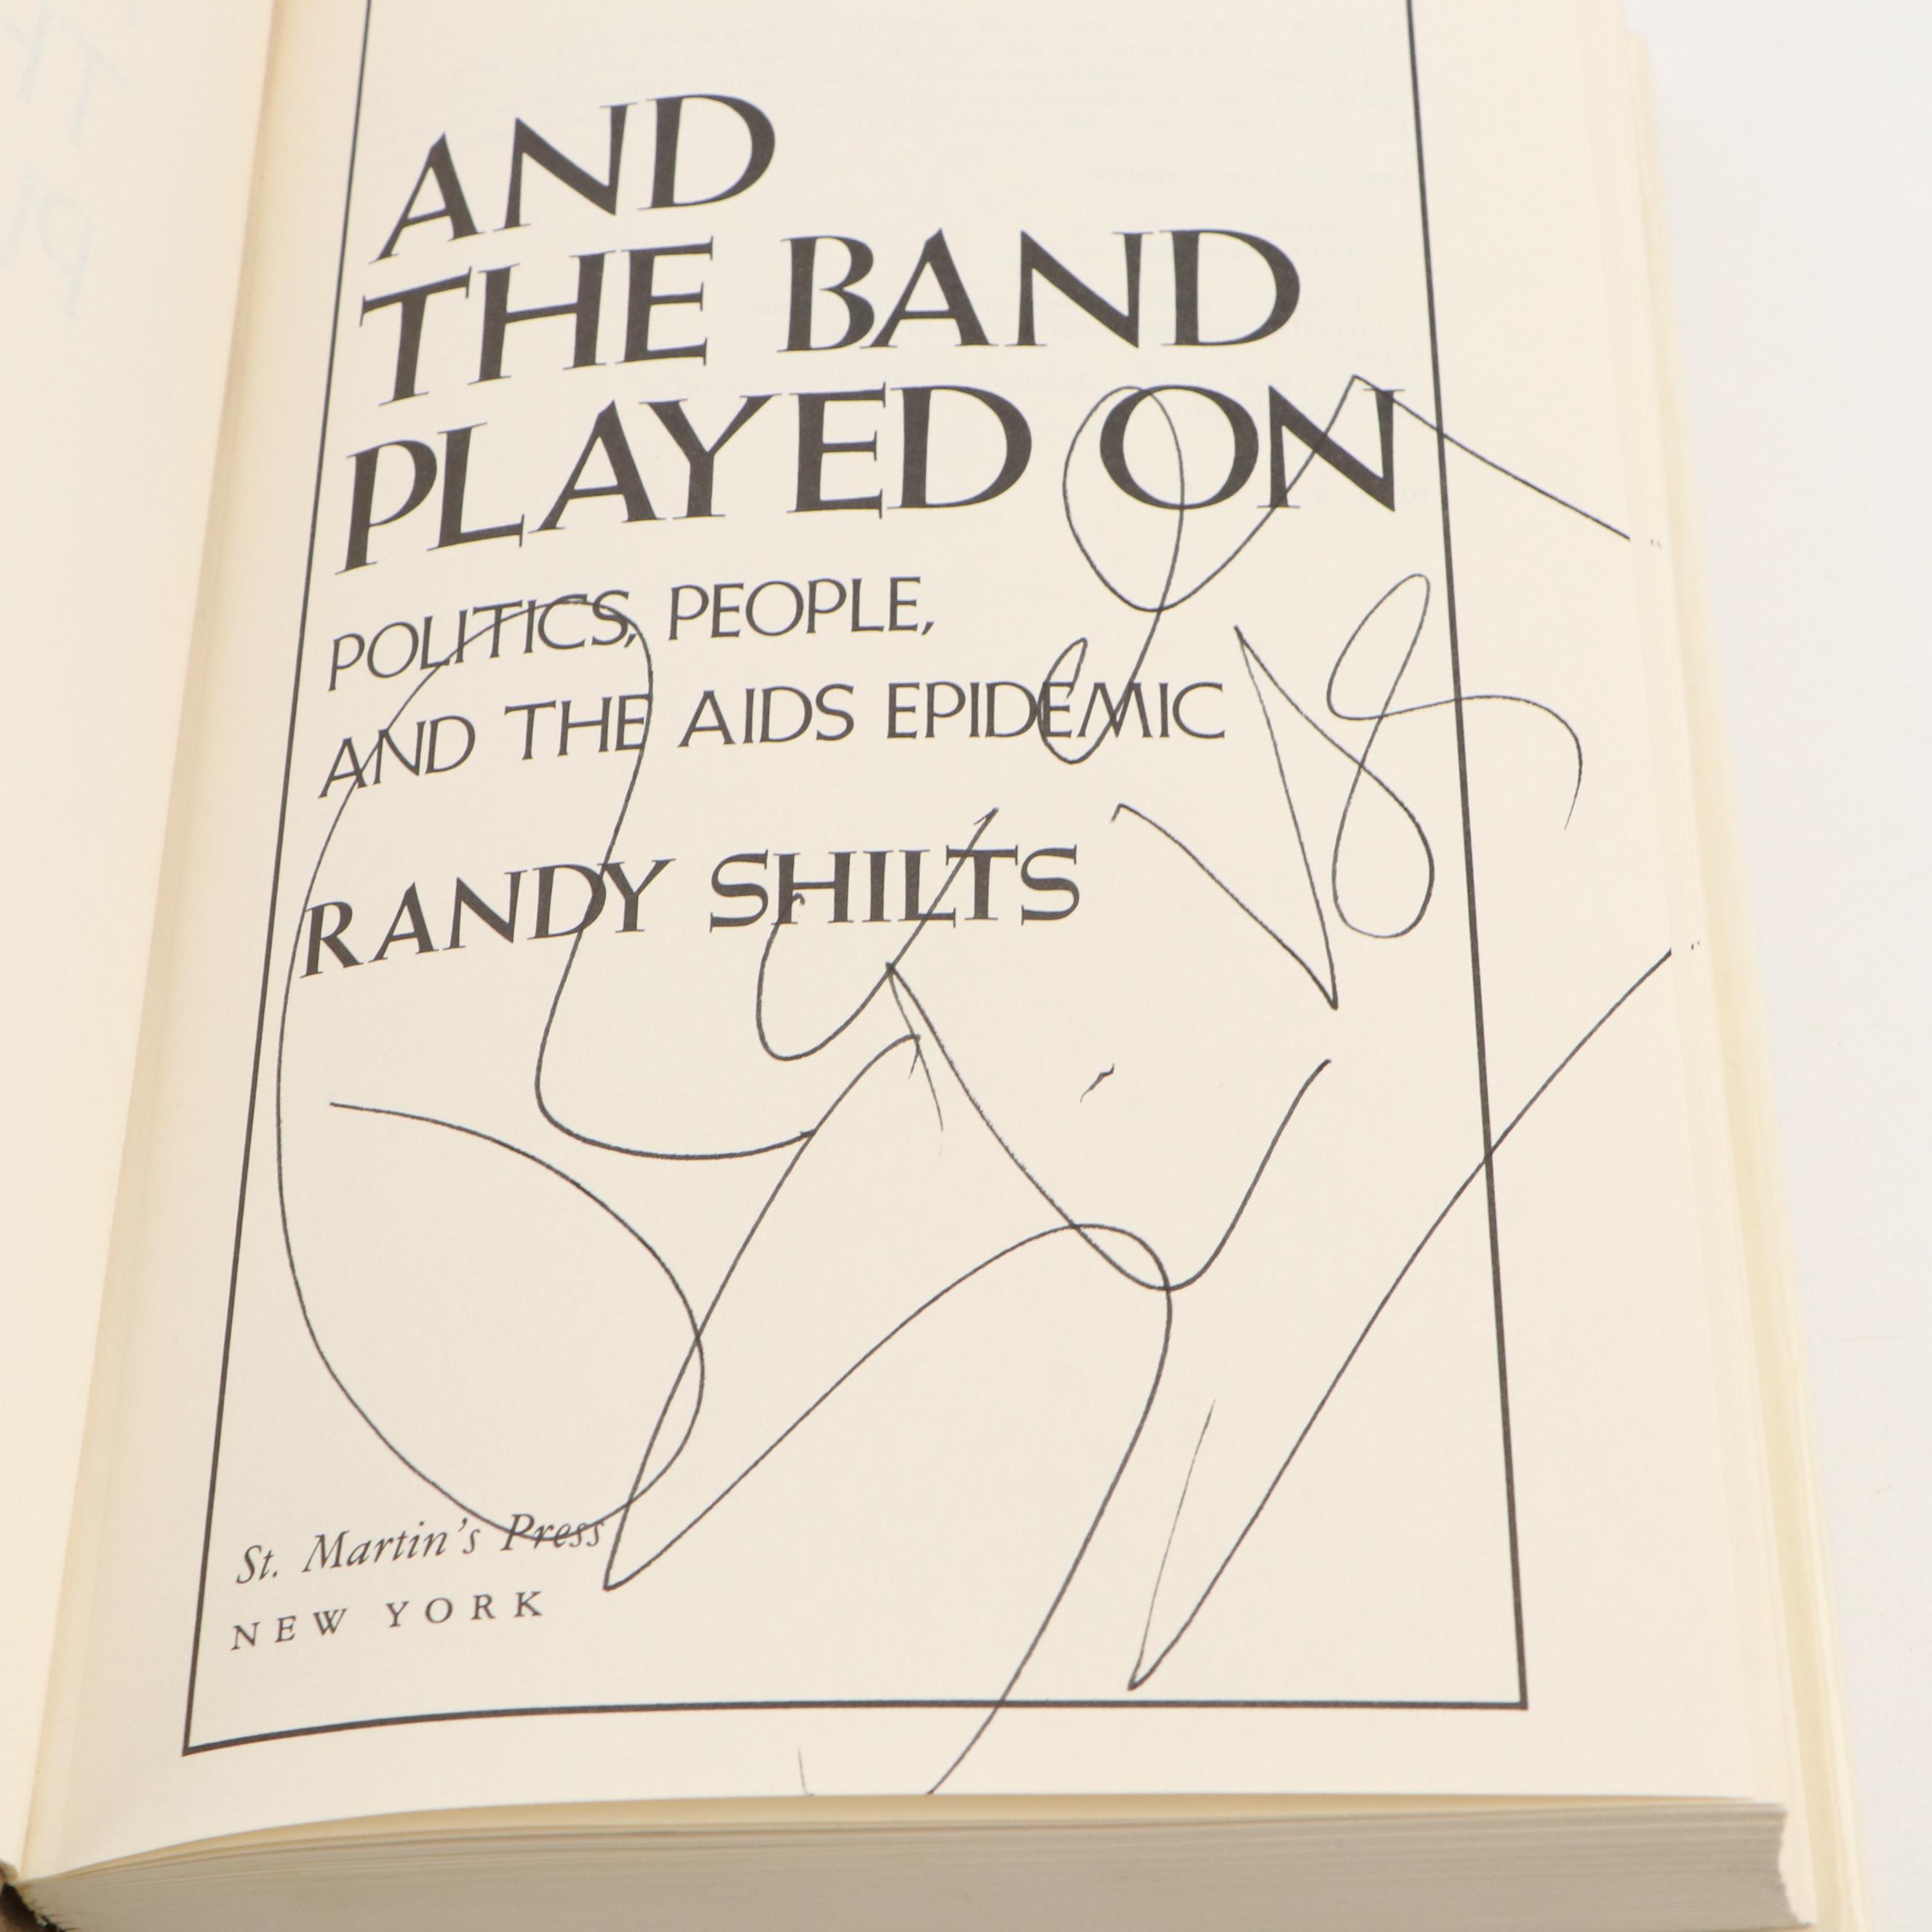 AND
THE BAND
PLAYED ON
POLITICS, PEOPLE,
AND THE AIDS EPIDEMIC
RANDY SHILTS
St. Martin's Press
NEW YORK